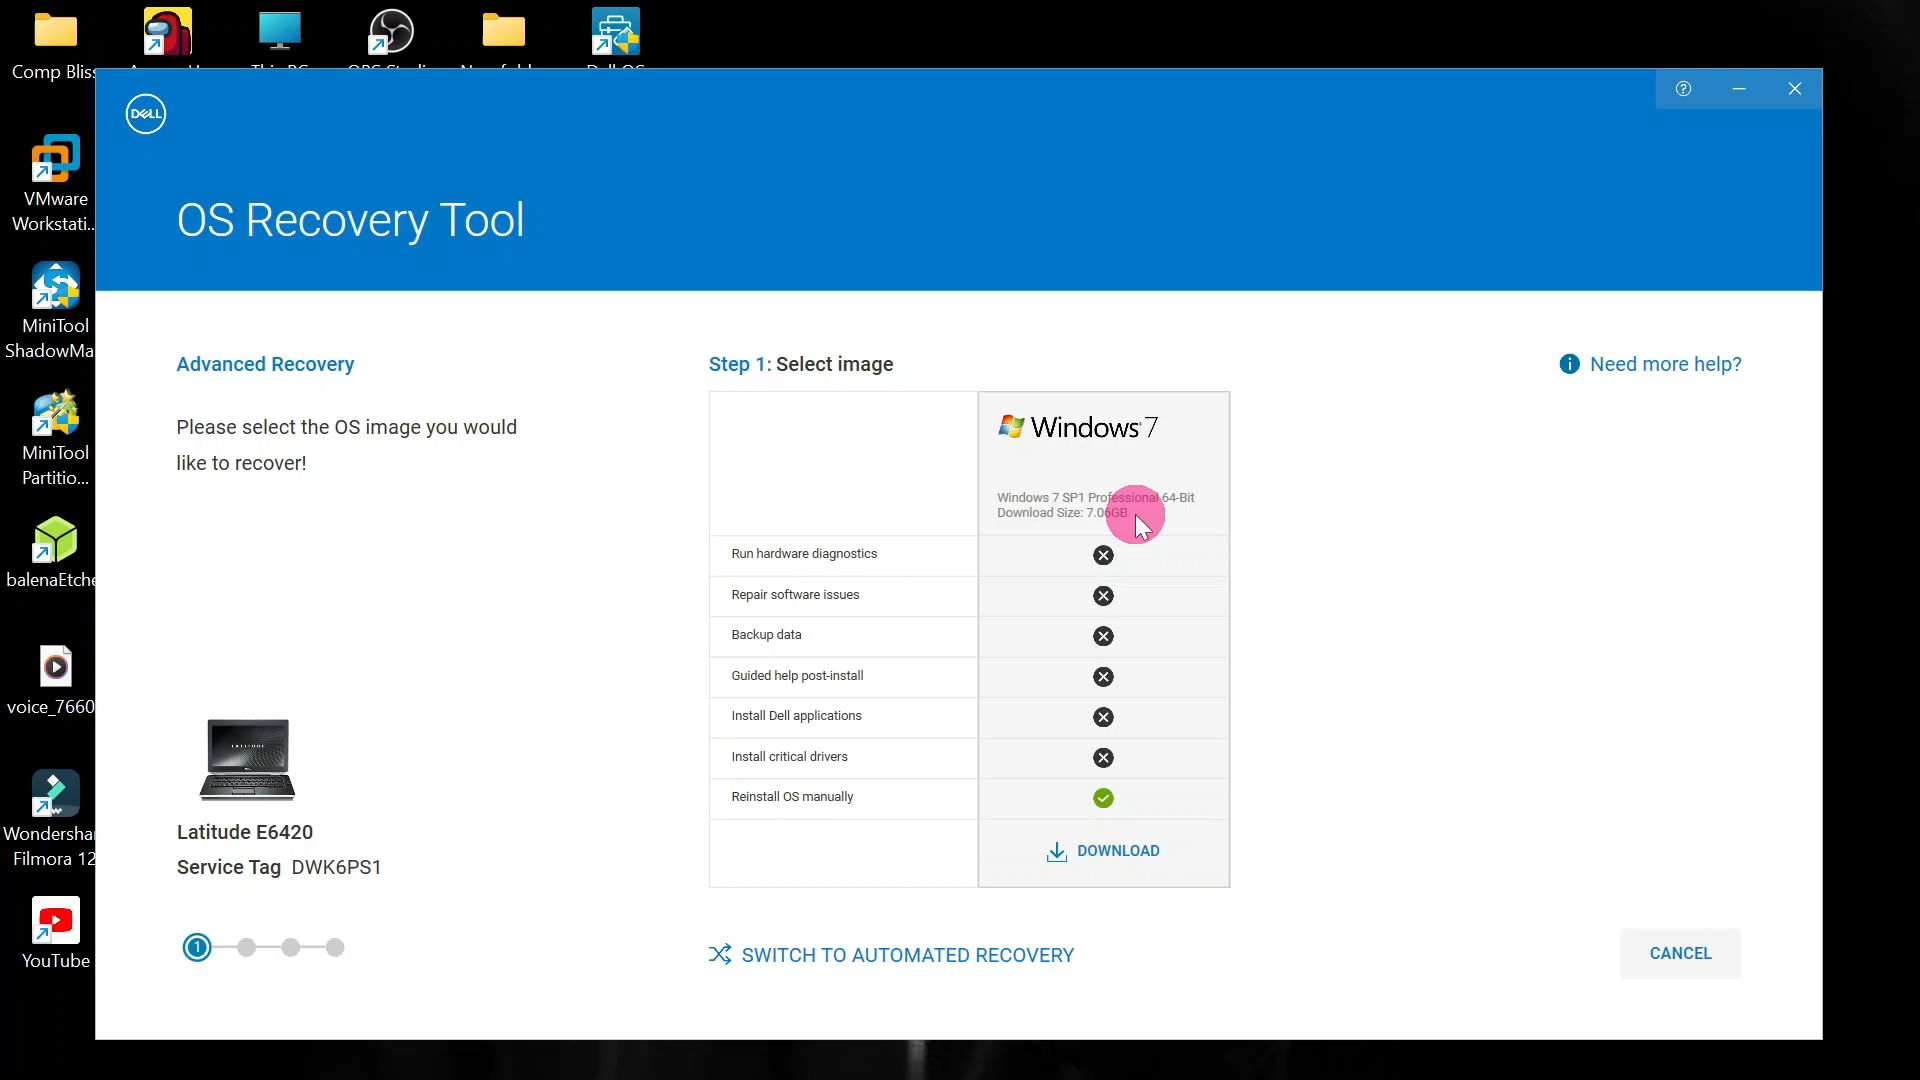 Comp Bliss
DELL
OS Recovery Tool
VMware
Workstati...
MiniTool
ShadowMa
MiniTool
Partitio...
balenaEtche
voice_7660
Wondersha
Filmora 12
YouTube
Advanced Recovery
Please select the OS image you would
like to recover!
LATITUDE
Latitude E6420
Service Tag DWK6PS1
1
Step 1: Select image
Windows 7
Windows 7 SP1 Professional 64-Bit
Download Size: 7.06GB
Run hardware diagnostics
Repair software issues
Backup data
Guided help post-install
Install Dell applications
Install critical drivers
Reinstall OS manually
DOWNLOAD
SWITCH TO AUTOMATED RECOVERY
Need more help?
CANCEL